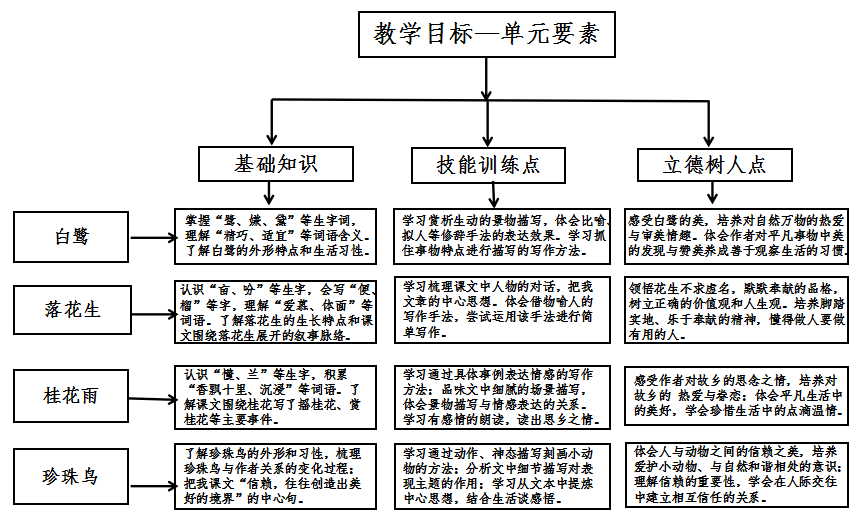 教学目标—单元要素
基础知识
技能训练点
立德树人点
白鹭
掌握“鹭、嫌、黛”等生字词，
理解“精巧、适宜”等词语含义。
了解白鹭的外形特点和生活习性。
学习赏析生动的景物描写，体会比喻、
拟人等修辞手法的表达效果。学习抓
住事物特点进行描写的写作方法。
感受白鹭的美，培养对自然万物的热爱
与审美情趣。体会作者对平凡事物中美
的发现与赞美养成善于观察生活的习惯。
落花生
认识“亩、吩”等生字，会写“便、
榴”等字，理解“爱慕、体面”等
词语。了解落花生的生长特点和课
文围绕落花生展开的叙事脉络。
学习梳理课文中人物的对话，把我
文章的中心思想。体会借物喻人的
写作手法，尝试运用该手法进行简
单写作。
领悟花生不求虚名，默默奉献的品格，
树立正确的价值观和人生观。培养脚踏
实地、乐于奉献的精神，懂得做人要做
有用的人。
桂花雨
认识“懂、兰”等生字，积累
“香飘十里、沉浸”等词语。了
解课文围绕桂花写了摇桂花、赏
桂花等主要事件。
学习通过具体事例表达情感的写作
方法；品味文中细腻的场景描写，
体会景物描写与情感表达的关系。
学习有感情的朗读，读出思乡之情。
感受作者对故乡的思念之情，培养对
故乡的 热爱与眷恋；体会平凡生活中
的美好，学会珍惜生活中的点滴温情。
珍珠鸟
了解珍珠鸟的外形和习性，梳理
珍珠鸟与作者关系的变化过程；
把我课文“信赖，往往创造出美
好的境界”的中心句。
学习通过动作、神态描写刻画小动
物的方法；分析文中细节描写对表
现主题的作用；学习从文本中提炼
中心思想，结合生活谈感悟。
体会人与动物之间的信赖之美，培养
爱护小动物、与自然和谐相处的意识；
理解信赖的重要性，学会在人际交往
中建立相互信任的关系。